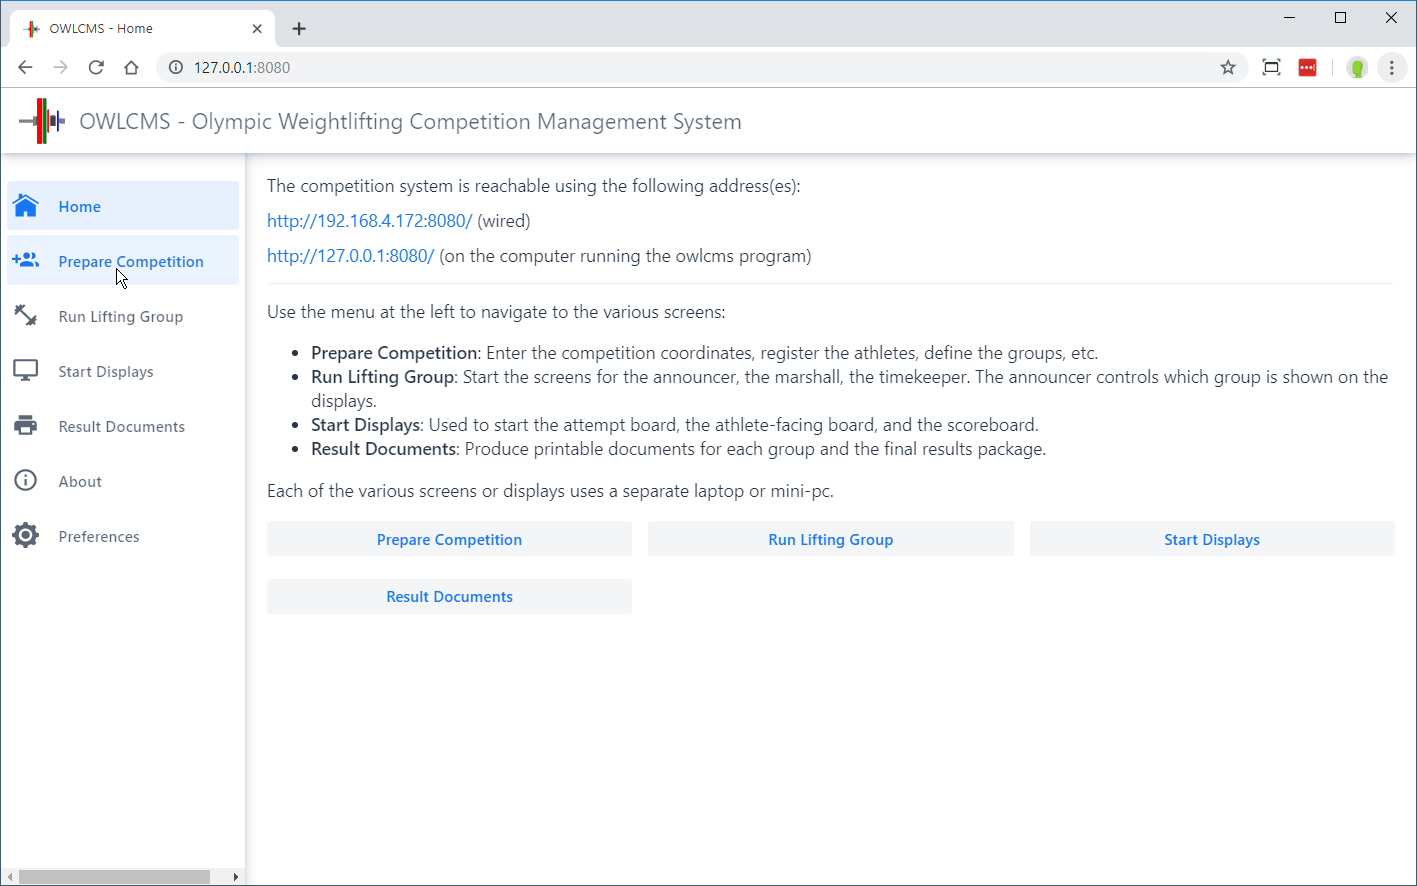 OWLCMS - Home
127.0.0.1:8080
OWLCMS - Olympic Weightlifting Competition Management System
Home
Prepare Competition
Run Lifting Group
Start Displays
Result Documents
About
Preferences
The competition system is reachable using the following address(es):
http://192.168.4.172:8080/ (wired)
http://127.0.0.1:8080/ (on the computer running the owlcms program)
Use the menu at the left to navigate to the various screens:
• Prepare Competition: Enter the competition coordinates, register the athletes, define the groups, etc.
• Run Lifting Group: Start the screens for the announcer, the marshall, the timekeeper. The announcer controls which group is shown on the
displays.
• Start Displays: Used to start the attempt board, the athlete-facing board, and the scoreboard.
• Result Documents: Produce printable documents for each group and the final results package.
Each of the various screens or displays uses a separate laptop or mini-pc.
Prepare Competition
Run Lifting Group
Start Displays
Result Documents